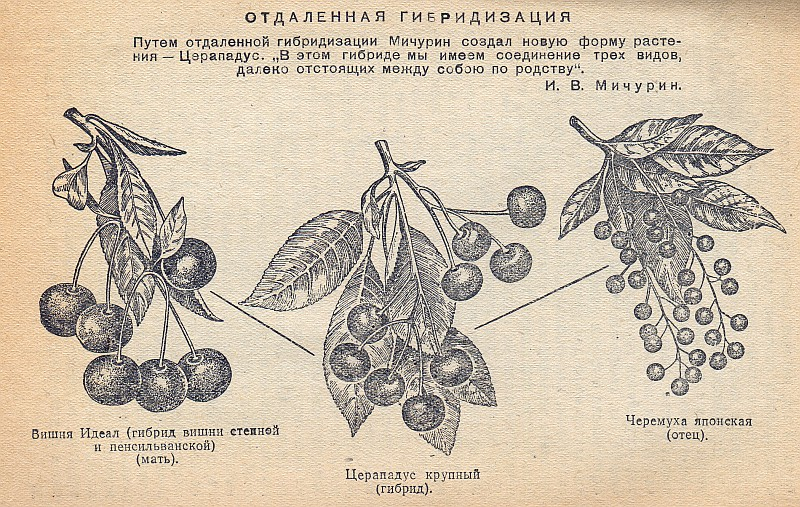 ОТДАЛЕННАЯ ГИБРИДИЗАЦИЯ
Путем отдаленной гибридизации Мичурин создал новую форму расте-
ния — Церападус. „В этом гибриде мы имеем соединение трех видов,
далеко отстоящих между собою по родству“.
И. В. Мичурин.
Вишня Идеал (гибрид вишни степной
и пенсильванской)
(мать).
Церападус крупный
(гибрид).
Черемуха японская
(отец).